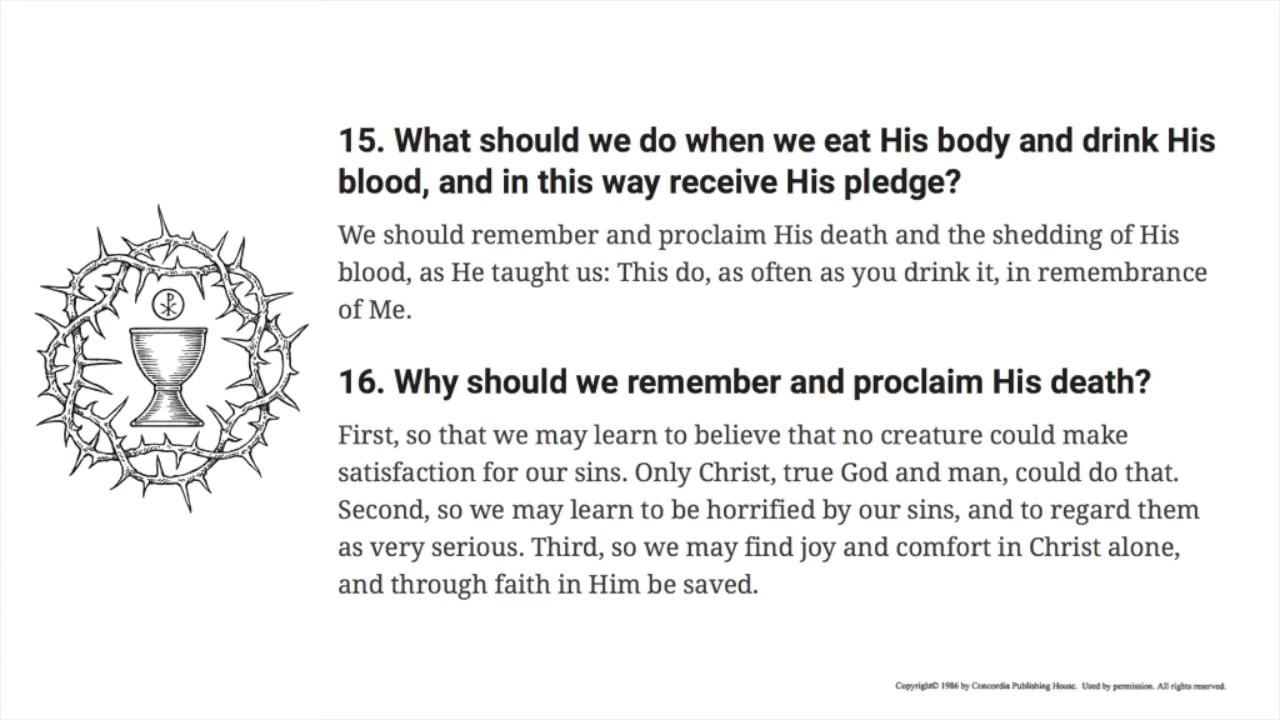 15. What should we do when we eat His body and drink His
blood, and in this way receive His pledge?
We should remember and proclaim His death and the shedding of His
blood, as He taught us: This do, as often as you drink it, in remembrance
of Me.
16. Why should we remember and proclaim His death?
First, so that we may learn to believe that no creature could make
satisfaction for our sins. Only Christ, true God and man, could do that.
Second, so we may learn to be horrified by our sins, and to regard them
as very serious. Third, so we may find joy and comfort in Christ alone,
and through faith in Him be saved.
Copyright© 1986 by Concordia Publishing House. Used by permission. All rights reserved.